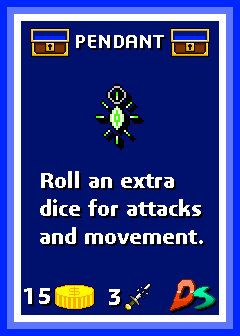 PENDANT
Roll an extra
dice for attacks
and movement.
15 3 DS